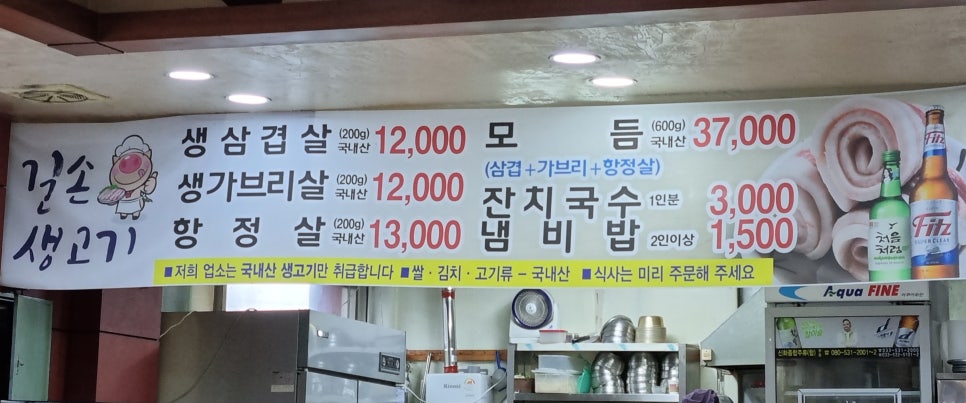 길손
생고기
생삼겹살 (200g) 국내산 12,000
생가브리살 (200g) 국내산 12,000
항정살 (200g) 국내산 13,000
모듬 (600g) 국내산 37,000
(삼겹+가브리+항정살)
잔치국수 1인분 3,000
냄비밥 2인이상 1,500
■저희 업소는 국내산 생고기만 취급합니다 ■쌀·김치·고기류 – 국내산 ■식사는 미리 주문해 주세요
처음처럼
Fitz
Fitz
SUPER CLEAR
Aqua FINE
Rinnai
080-531-2001~2